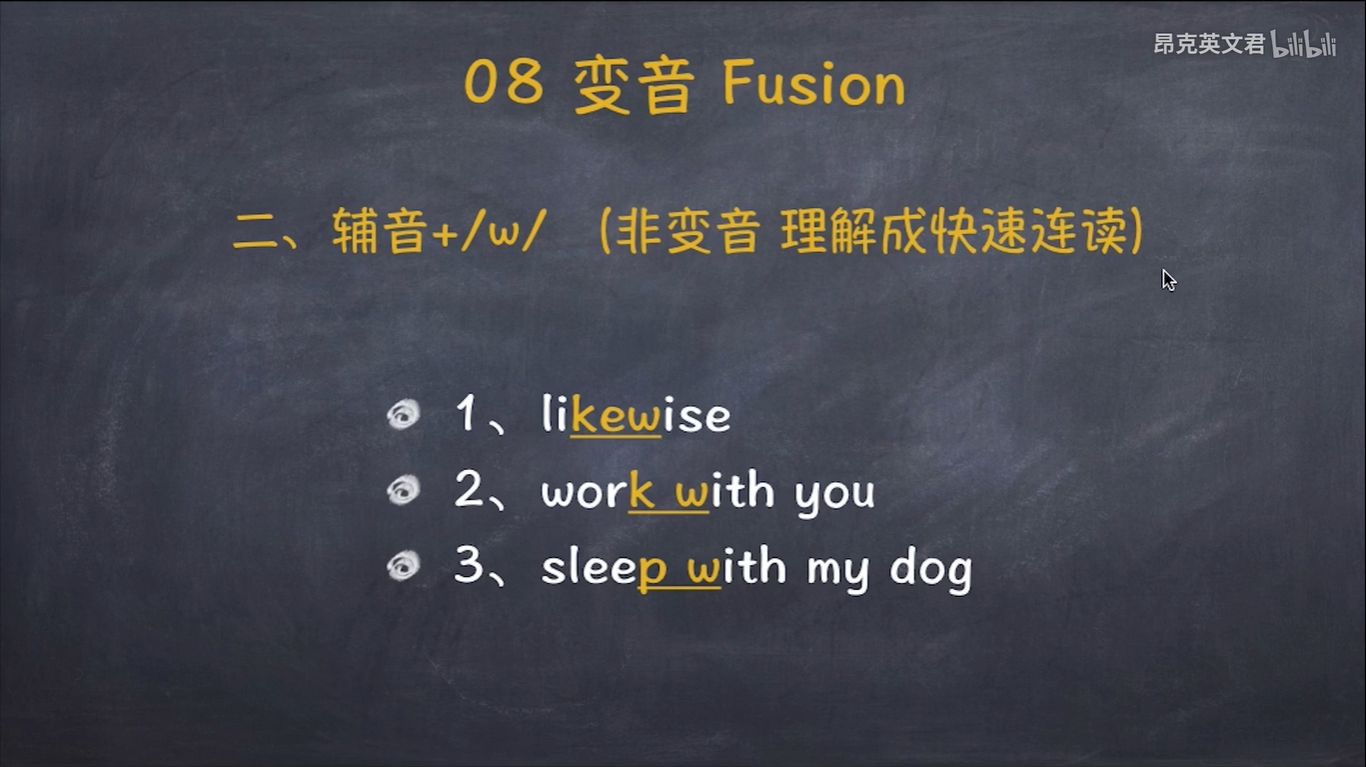 昂克英文君 bilibili
08 变音 Fusion
二、辅音+/w/ (非变音 理解成快速连读)
1、likewise
2、work with you
3、sleep with my dog